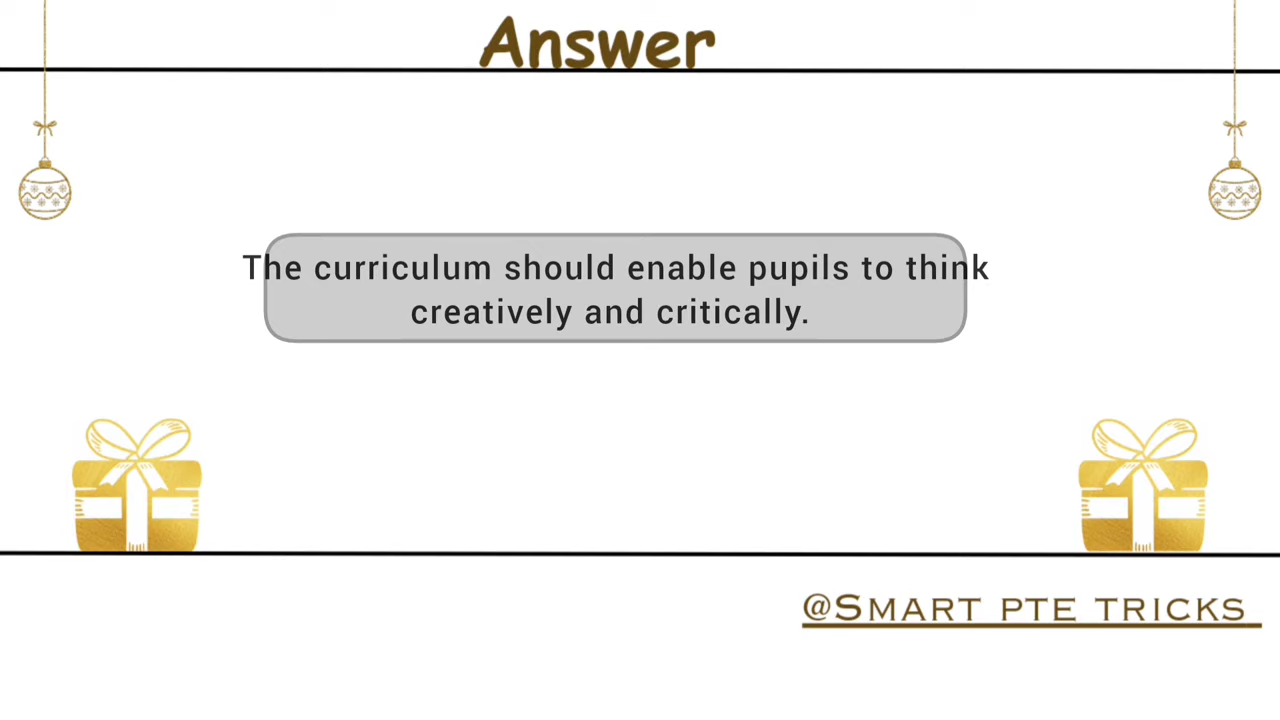 Answer
The curriculum should enable pupils to think
creatively and critically.
@Smart PTE Tricks